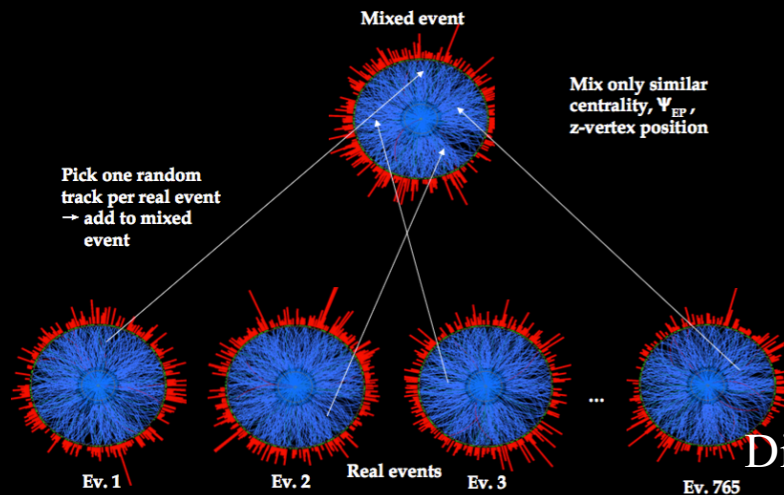 Mixed event
Mix only similar
centrality, Ψ_EP ,
z-vertex position
Pick one random
track per real event
→ add to mixed
event
...
Real events
Ev. 1
Ev. 2
Ev. 3
Ev. 765